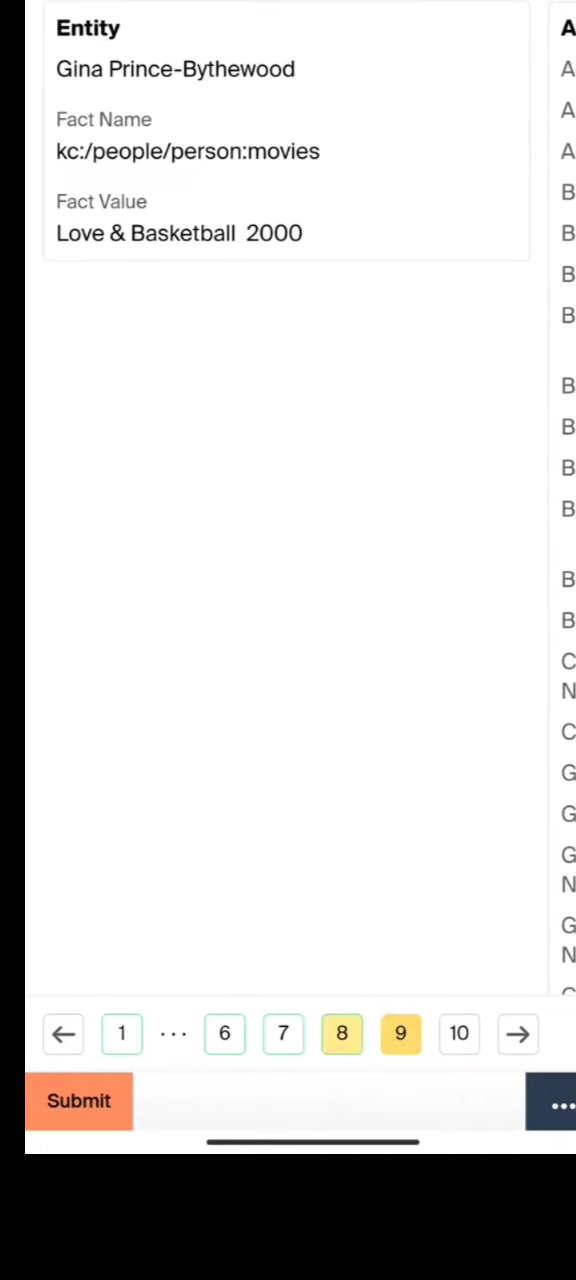 Entity
Gina Prince-Bythewood
Fact Name
kc:/people/person:movies
Fact Value
Love & Basketball 2000
A
A
A
A
B
B
B
B
B
B
B
B
B
B
C
N
C
G
G
G
N
G
N
← 1 ··· 6 7 8 9 10 →
Submit
•••